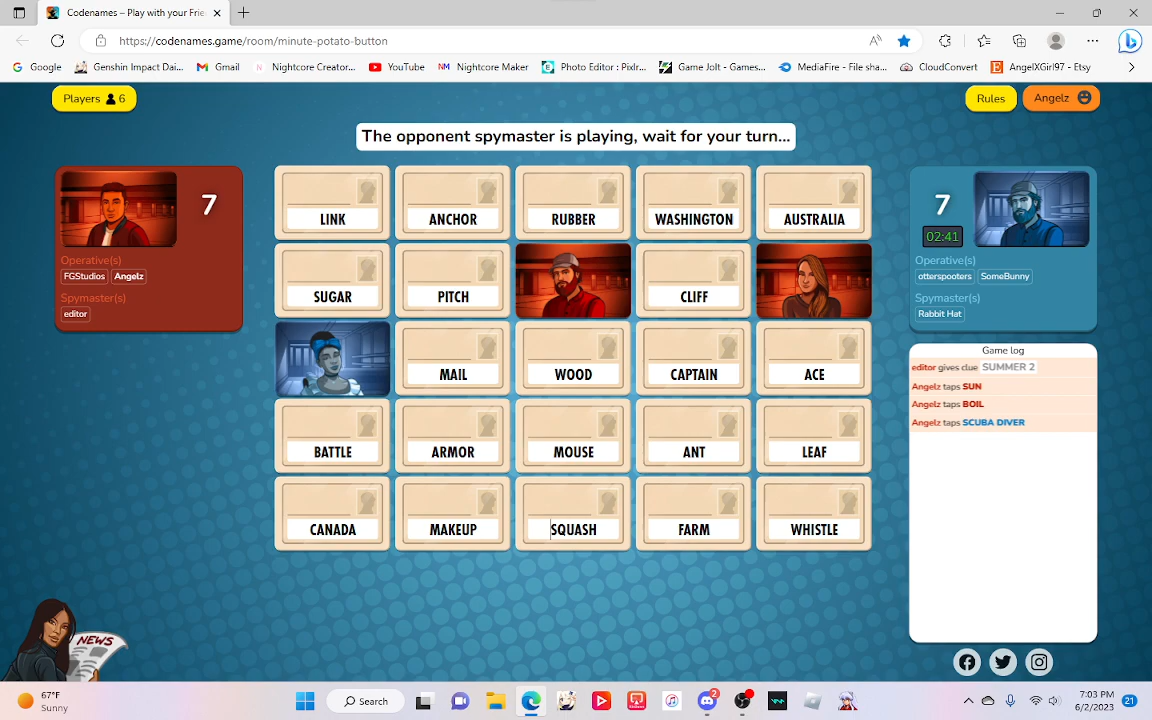 Codenames – Play with your Frie
https://codenames.game/room/minute-potato-button
Google
Genshin Impact Dai...
Gmail
Nightcore Creator...
YouTube
NM Nightcore Maker
Photo Editor : Pixlr...
Game Jolt - Games...
MediaFire - File sha...
CloudConvert
AngelXGirl97 - Etsy
Players 6
Rules
Angelz
The opponent spymaster is playing, wait for your turn...
7
Operative(s)
FGStudios Angelz
Spymaster(s)
editor
LINK ANCHOR RUBBER WASHINGTON AUSTRALIA
SUGAR PITCH CLIFF
MAIL WOOD CAPTAIN ACE
BATTLE ARMOR MOUSE ANT LEAF
CANADA MAKEUP SQUASH FARM WHISTLE
7
02:41
Operative(s)
otterspooters SomeBunny
Spymaster(s)
Rabbit Hat
Game log
editor gives clue SUMMER 2
Angelz taps SUN
Angelz taps BOIL
Angelz taps SCUBA DIVER
NEWS
67°F
Sunny
Search
2
7:03 PM
6/2/2023
21